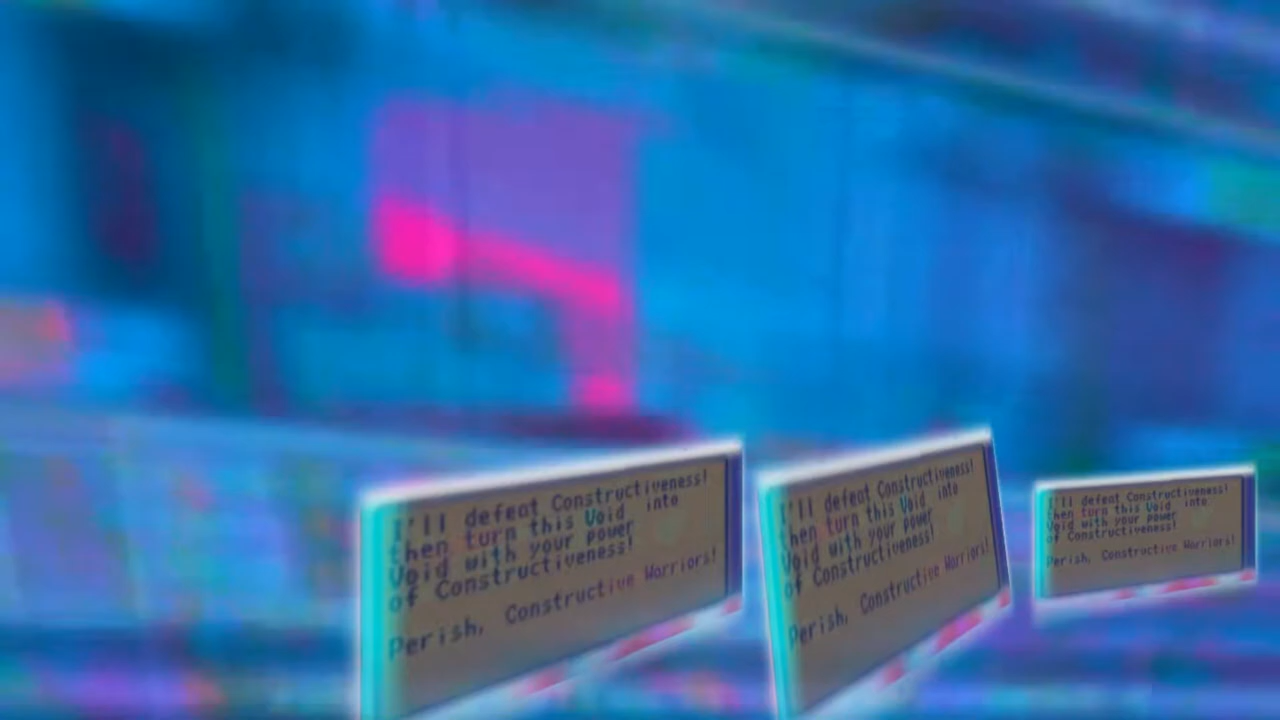 I'll defeat Constructiveness!
then turn this Void into
Void with your power
of Constructiveness!
Perish, Constructive Warriors!
I'll defeat Constructiveness!
then turn this Void into
Void with your power
of Constructiveness!
Perish, Constructive Warriors!
I'll defeat Constructiveness!
then turn this Void into
Void with your power
of Constructiveness!
Perish, Constructive Warriors!